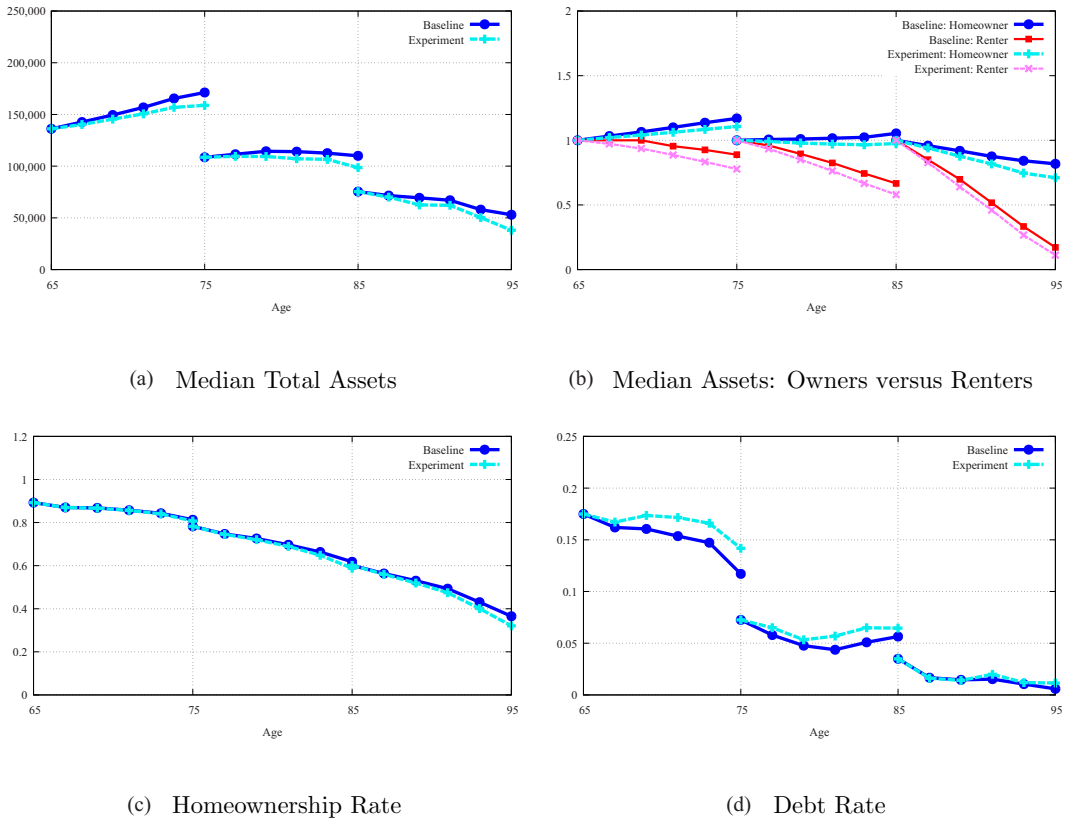 250,000
200,000
150,000
100,000
50,000
0
65
75
85
95
Age
Baseline
Experiment
(a) Median Total Assets
2
1.5
1
0.5
0
65
75
85
95
Age
Baseline: Homeowner
Baseline: Renter
Experiment: Homeowner
Experiment: Renter
(b) Median Assets: Owners versus Renters
1.2
1
0.8
0.6
0.4
0.2
0
65
75
85
95
Age
Baseline
Experiment
(c) Homeownership Rate
0.25
0.2
0.15
0.1
0.05
0
65
75
85
95
Age
Baseline
Experiment
(d) Debt Rate